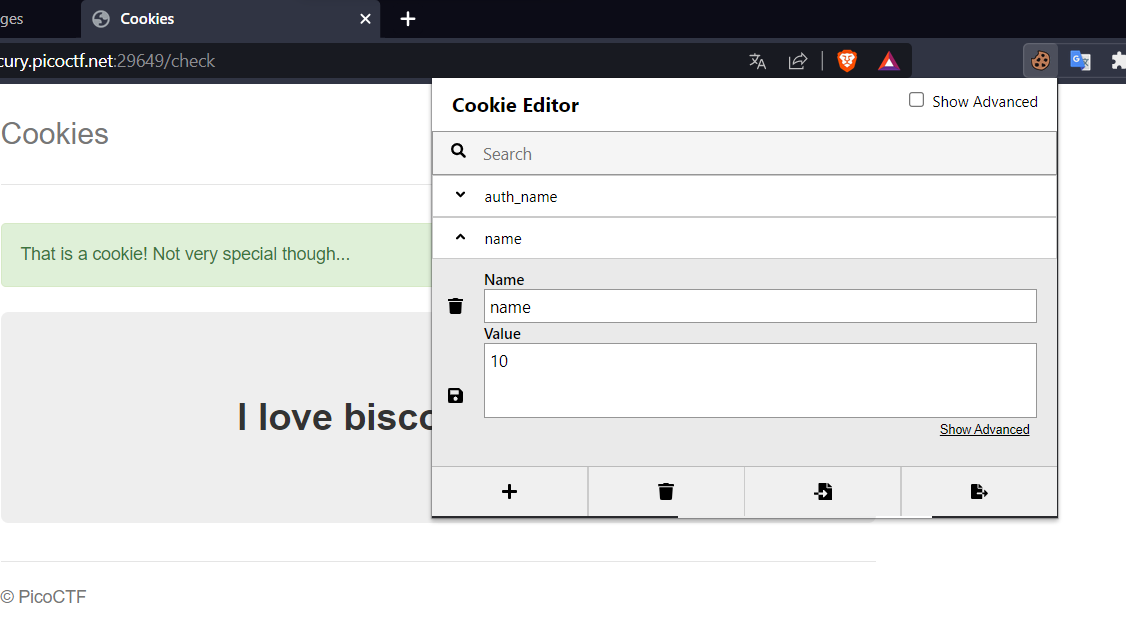 ges
Cookies
cury.picoctf.net:29649/check
Cookie Editor
Show Advanced
Cookies
Search
auth_name
name
That is a cookie! Not very special though...
Name
name
Value
10
I love bisco
Show Advanced
© PicoCTF